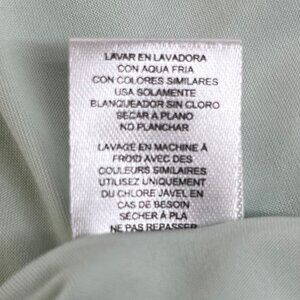 LAVAR EN LAVADORA
CON AQUA FRIA
CON COLORES SIMILARES
USA SOLAMENTE
BLANQUEADOR SIN CLORO
SECAR A PLANO
NO PLANCHAR
LAVAGE EN MACHINE À
FROID AVEC DES
COULEURS SIMILAIRES
UTILISEZ UNIQUEMENT
DU CHLORE JAVEL EN
CAS DE BESOIN
SÉCHER À PLA
NE PAS REPASSER